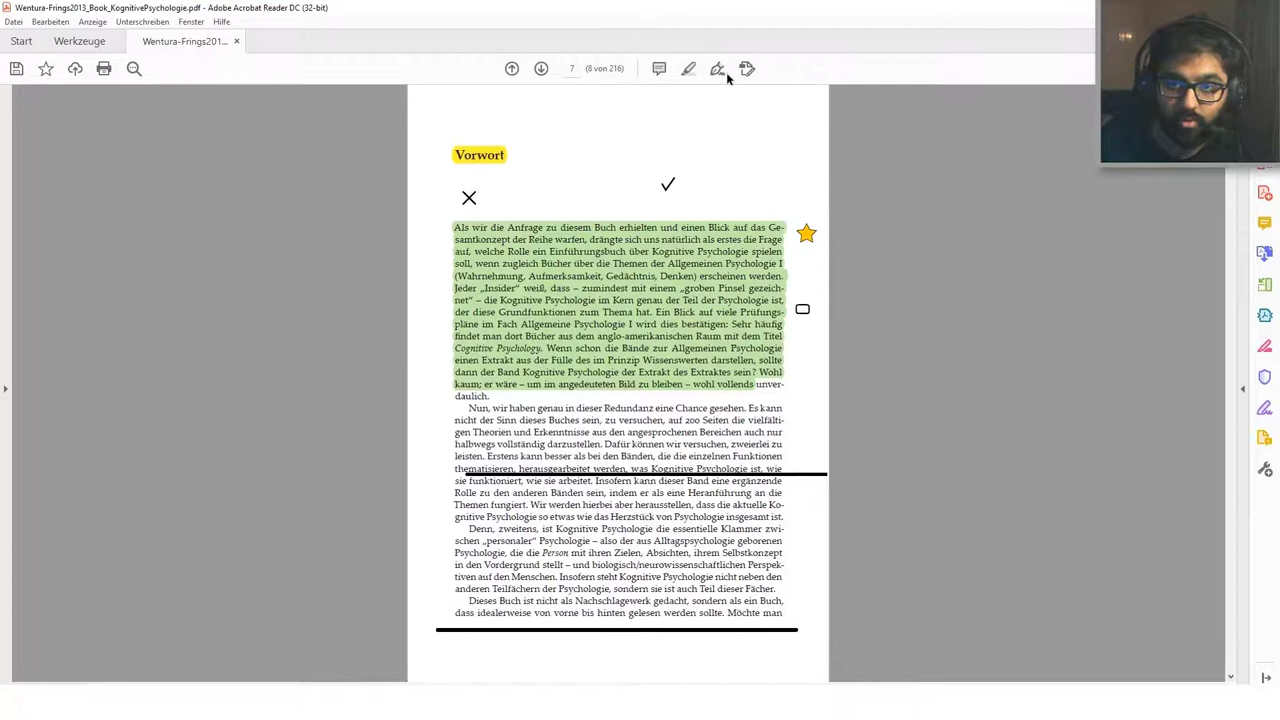 Wentura-Frings2013_Book_KognitivePsychologie.pdf - Adobe Acrobat Reader DC (32-bit)
Datei Bearbeiten Anzeige Unterschreiben Fenster Hilfe
Start Werkzeuge Wentura-Frings201... ×
7 (8 von 216)
Vorwort
Als wir die Anfrage zu diesem Buch erhielten und einen Blick auf das Ge-
samtkonzept der Reihe warfen, drängte sich uns natürlich als erstes die Frage
auf, welche Rolle ein Einführungsbuch über Kognitive Psychologie spielen
soll, wenn zugleich Bücher über die Themen der Allgemeinen Psychologie I
(Wahrnehmung, Aufmerksamkeit, Gedächtnis, Denken) erscheinen werden.
Jeder „Insider“ weiß, dass – zumindest mit einem „groben Pinsel gezeich-
net“ – die Kognitive Psychologie im Kern genau der Teil der Psychologie ist,
der diese Grundfunktionen zum Thema hat. Ein Blick auf viele Prüfungs-
pläne im Fach Allgemeine Psychologie I wird dies bestätigen: Sehr häufig
findet man dort Bücher aus dem anglo-amerikanischen Raum mit dem Titel
Cognitive Psychology. Wenn schon die Bände zur Allgemeinen Psychologie
einen Extrakt aus der Fülle des im Prinzip Wissenswerten darstellen, sollte
dann der Band Kognitive Psychologie der Extrakt des Extraktes sein? Wohl
kaum; er wäre – um im angedeuteten Bild zu bleiben – wohl vollends unver-
daulich.
Nun, wir haben genau in dieser Redundanz eine Chance gesehen. Es kann
nicht der Sinn dieses Buches sein, zu versuchen, auf 200 Seiten die vielfälti-
gen Theorien und Erkenntnisse aus den angesprochenen Bereichen auch nur
halbwegs vollständig darzustellen. Dafür können wir versuchen, zweierlei zu
leisten. Erstens kann besser als bei den Bänden, die die einzelnen Funktionen
thematisieren, herausgearbeitet werden, was Kognitive Psychologie ist, wie
sie funktioniert, wie sie arbeitet. Insofern kann dieser Band eine ergänzende
Rolle zu den anderen Bänden sein, indem er als eine Heranführung an die
Themen fungiert. Wir werden hierbei aber herausstellen, dass die aktuelle Ko-
gnitive Psychologie so etwas wie das Herzstück von Psychologie insgesamt ist.
Denn, zweitens, ist Kognitive Psychologie die essentielle Klammer zwi-
schen „personaler“ Psychologie – also der aus Alltagspsychologie geborenen
Psychologie, die die Person mit ihren Zielen, Absichten, ihrem Selbstkonzept
in den Vordergrund stellt – und biologisch/neurowissenschaftlichen Perspek-
tiven auf den Menschen. Insofern steht Kognitive Psychologie nicht neben den
anderen Teilfächern der Psychologie, sondern sie ist auch Teil dieser Fächer.
Dieses Buch ist nicht als Nachschlagewerk gedacht, sondern als ein Buch,
dass idealerweise von vorne bis hinten gelesen werden sollte. Möchte man